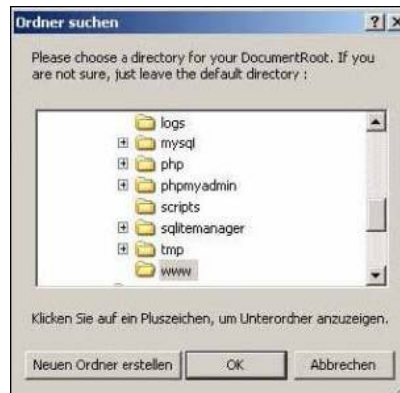 Ordner suchen
Please choose a directory for your DocumentRoot. If you
are not sure, just leave the default directory :
logs
mysql
php
phpmyadmin
scripts
sqlitemanager
tmp
www
Klicken Sie auf ein Pluszeichen, um Unterordner anzuzeigen.
Neuen Ordner erstellen OK Abbrechen